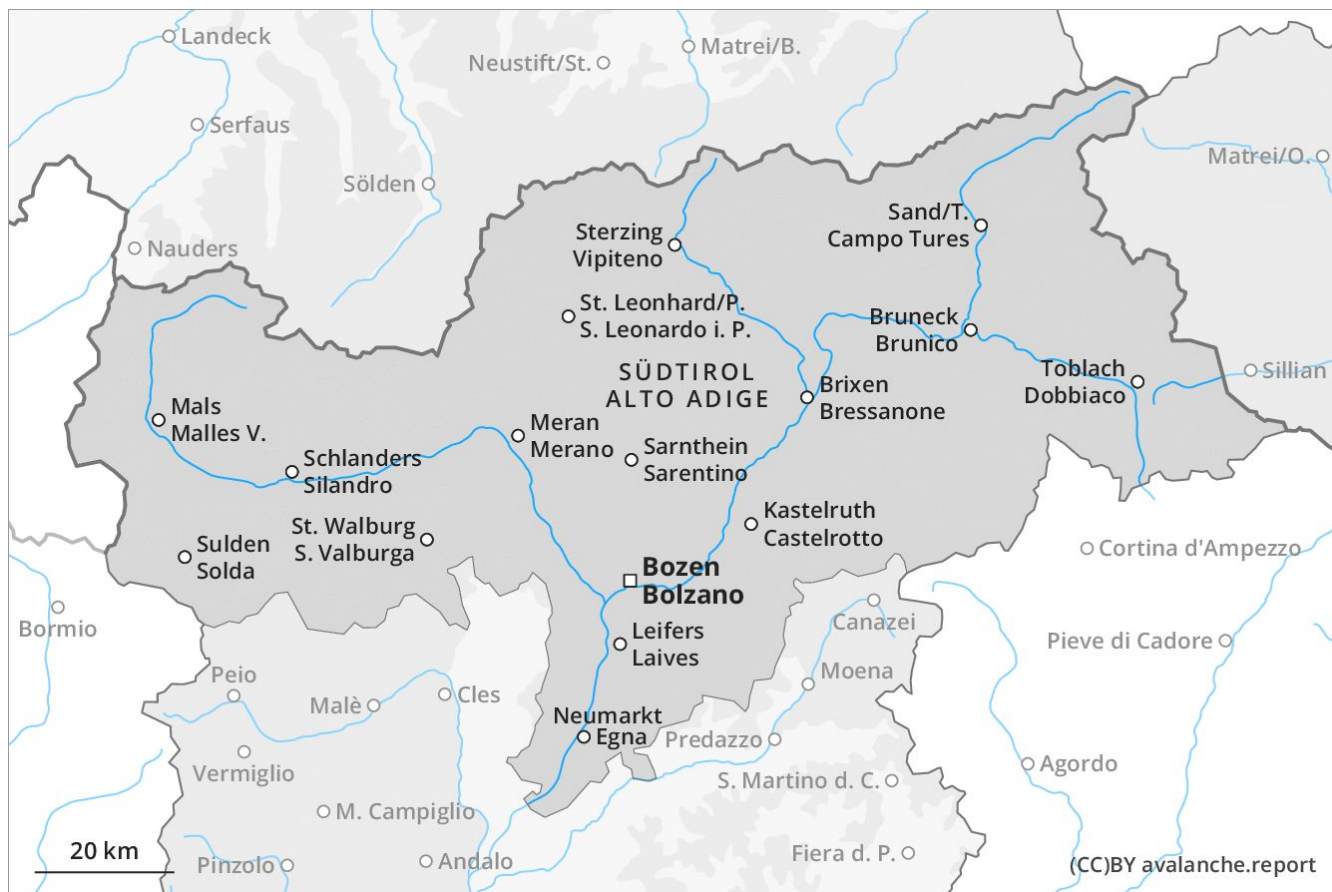 Landeck
Matrei/B.
Neustift/St.
Serfaus
Matrei/O.
Sölden
Sand/T.
Campo Tures
Sterzing
Vipiteno
Nauders
St. Leonhard/P.
S. Leonardo i. P.
Bruneck
Brunico
Toblach
Dobbiaco
Sillian
SÜDTIROL
ALTO ADIGE
Brixen
Bressanone
Mals
Malles V.
Meran
Merano
Sarnthein
Sarentino
Schlanders
Silandro
Kastelruth
Castelrotto
St. Walburg
S. Valburga
Sulden
Solda
Cortina d'Ampezzo
Bozen
Bolzano
Bormio
Canazei
Leifers
Laives
Pieve di Cadore
Peio
Moena
Malè
Cles
Neumarkt
Egna
Predazzo
Vermiglio
Agordo
S. Martino d. C.
M. Campiglio
20 km
Pinzolo
Andalo
Fiera d. P.
(CC)BY avalanche.report